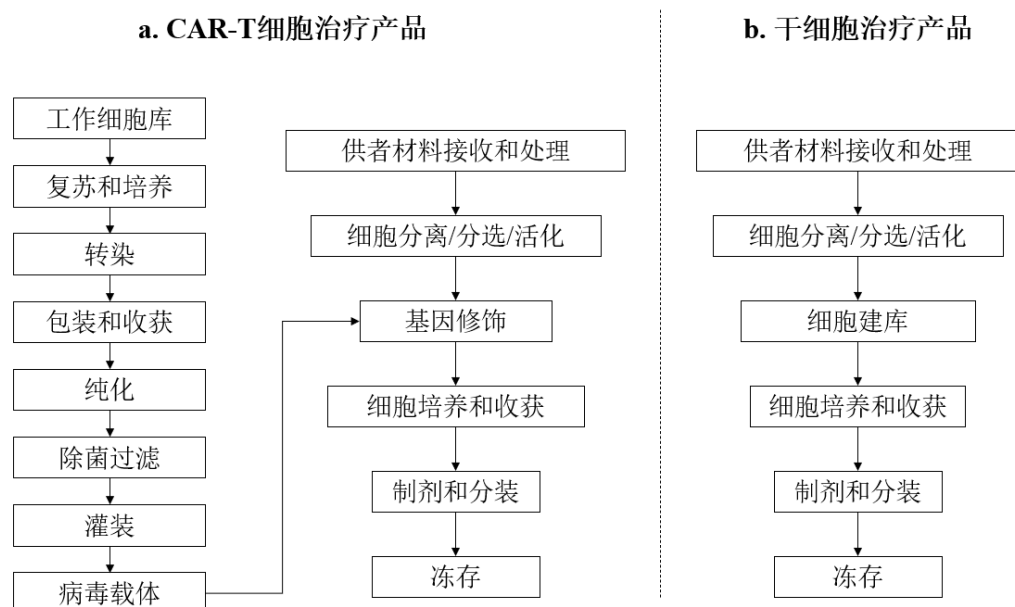 a. CAR-T细胞治疗产品
工作细胞库
复苏和培养
转染
包装和收获
纯化
除菌过滤
灌装
病毒载体
供者材料接收和处理
细胞分离/分选/活化
基因修饰
细胞培养和收获
制剂和分装
冻存
b. 干细胞治疗产品
供者材料接收和处理
细胞分离/分选/活化
细胞建库
细胞培养和收获
制剂和分装
冻存